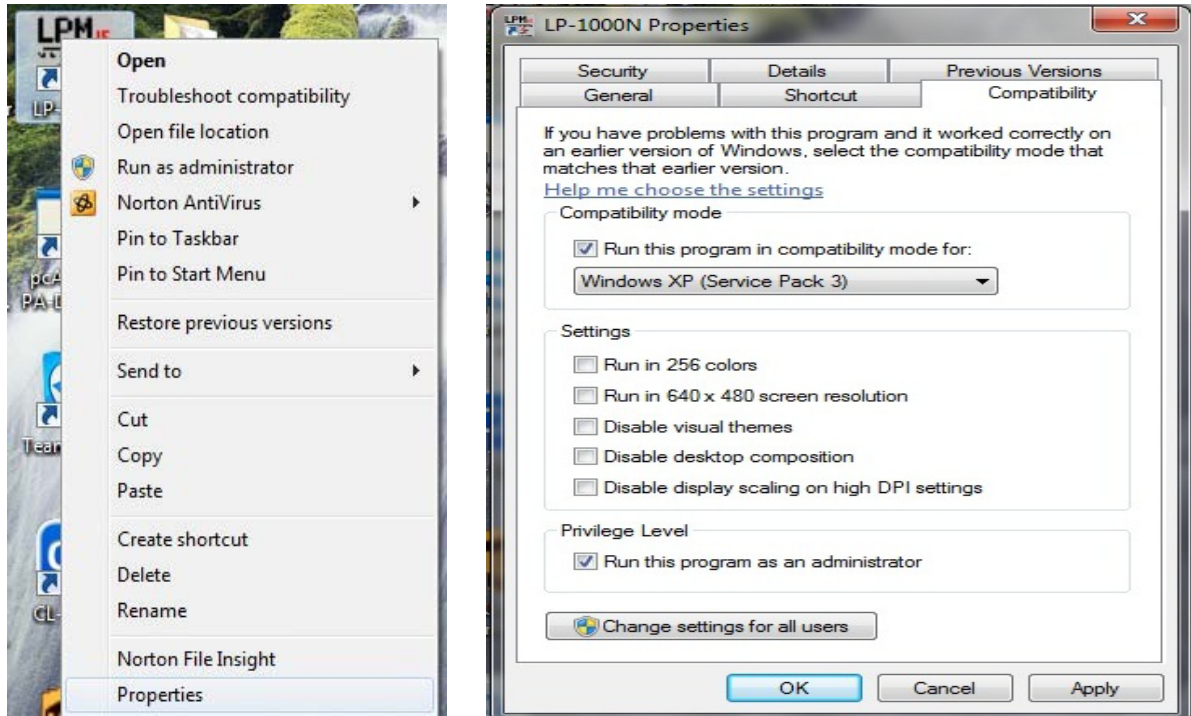 LPM
LP-
Open
Troubleshoot compatibility
Open file location
Run as administrator
Norton AntiVirus
Pin to Taskbar
Pin to Start Menu
Restore previous versions
Send to
Cut
Copy
Paste
Create shortcut
Delete
Rename
Norton File Insight
Properties
pcA
PA-D
Tean
CL-
LP-1000N Properties
Security
Details
Previous Versions
General
Shortcut
Compatibility
If you have problems with this program and it worked correctly on
an earlier version of Windows, select the compatibility mode that
matches that earlier version.
Help me choose the settings
Compatibility mode
Run this program in compatibility mode for:
Windows XP (Service Pack 3)
Settings
Run in 256 colors
Run in 640 x 480 screen resolution
Disable visual themes
Disable desktop composition
Disable display scaling on high DPI settings
Privilege Level
Run this program as an administrator
Change settings for all users
OK
Cancel
Apply